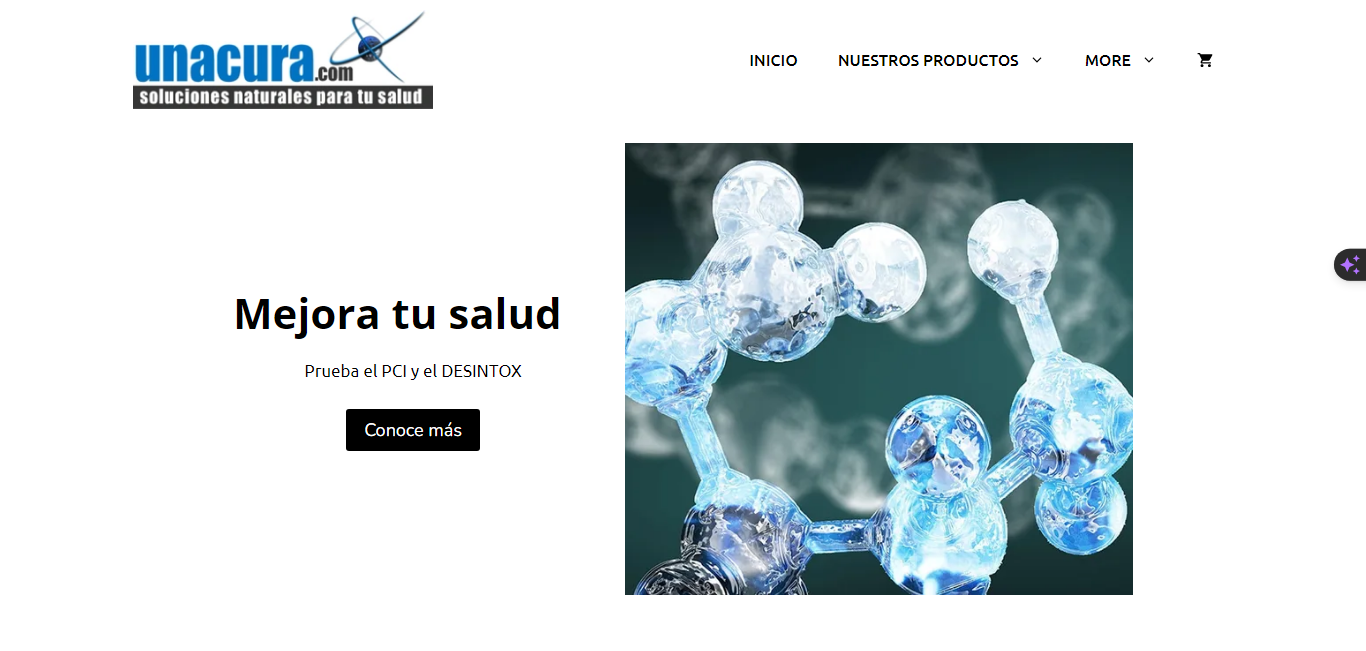 unacura.com
soluciones naturales para tu salud
INICIO
NUESTROS PRODUCTOS
MORE
Mejora tu salud
Prueba el PCI y el DESINTOX
Conoce más